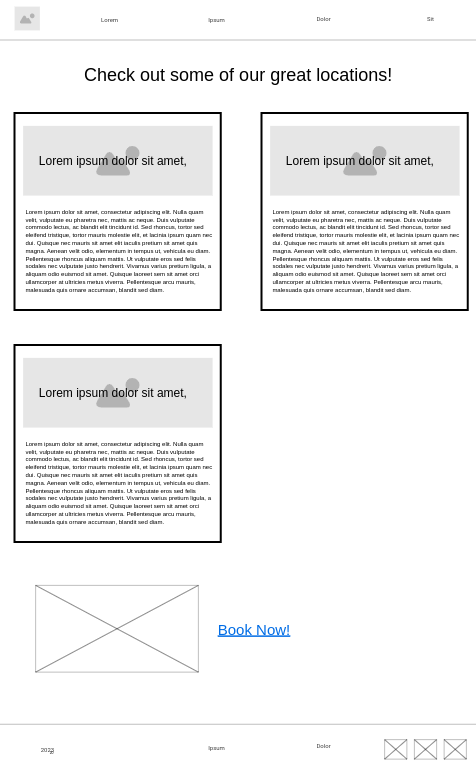 Lorem Ipsum Dolor Sit
Check out some of our great locations!
Lorem ipsum dolor sit amet,
Lorem ipsum dolor sit amet, consectetur adipiscing elit. Nulla quam
velit, vulputate eu pharetra nec, mattis ac neque. Duis vulputate
commodo lectus, ac blandit elit tincidunt id. Sed rhoncus, tortor sed
eleifend tristique, tortor mauris molestie elit, et lacinia ipsum quam nec
dui. Quisque nec mauris sit amet elit iaculis pretium sit amet quis
magna. Aenean velit odio, elementum in tempus ut, vehicula eu diam.
Pellentesque rhoncus aliquam mattis. Ut vulputate eros sed felis
sodales nec vulputate justo hendrerit. Vivamus varius pretium ligula, a
aliquam odio euismod sit amet. Quisque laoreet sem sit amet orci
ullamcorper at ultricies metus viverra. Pellentesque arcu mauris,
malesuada quis ornare accumsan, blandit sed diam.
Lorem ipsum dolor sit amet,
Lorem ipsum dolor sit amet, consectetur adipiscing elit. Nulla quam
velit, vulputate eu pharetra nec, mattis ac neque. Duis vulputate
commodo lectus, ac blandit elit tincidunt id. Sed rhoncus, tortor sed
eleifend tristique, tortor mauris molestie elit, et lacinia ipsum quam nec
dui. Quisque nec mauris sit amet elit iaculis pretium sit amet quis
magna. Aenean velit odio, elementum in tempus ut, vehicula eu diam.
Pellentesque rhoncus aliquam mattis. Ut vulputate eros sed felis
sodales nec vulputate justo hendrerit. Vivamus varius pretium ligula, a
aliquam odio euismod sit amet. Quisque laoreet sem sit amet orci
ullamcorper at ultricies metus viverra. Pellentesque arcu mauris,
malesuada quis ornare accumsan, blandit sed diam.
Lorem ipsum dolor sit amet,
Lorem ipsum dolor sit amet, consectetur adipiscing elit. Nulla quam
velit, vulputate eu pharetra nec, mattis ac neque. Duis vulputate
commodo lectus, ac blandit elit tincidunt id. Sed rhoncus, tortor sed
eleifend tristique, tortor mauris molestie elit, et lacinia ipsum quam nec
dui. Quisque nec mauris sit amet elit iaculis pretium sit amet quis
magna. Aenean velit odio, elementum in tempus ut, vehicula eu diam.
Pellentesque rhoncus aliquam mattis. Ut vulputate eros sed felis
sodales nec vulputate justo hendrerit. Vivamus varius pretium ligula, a
aliquam odio euismod sit amet. Quisque laoreet sem sit amet orci
ullamcorper at ultricies metus viverra. Pellentesque arcu mauris,
malesuada quis ornare accumsan, blandit sed diam.
Book Now!
Ipsum Dolor